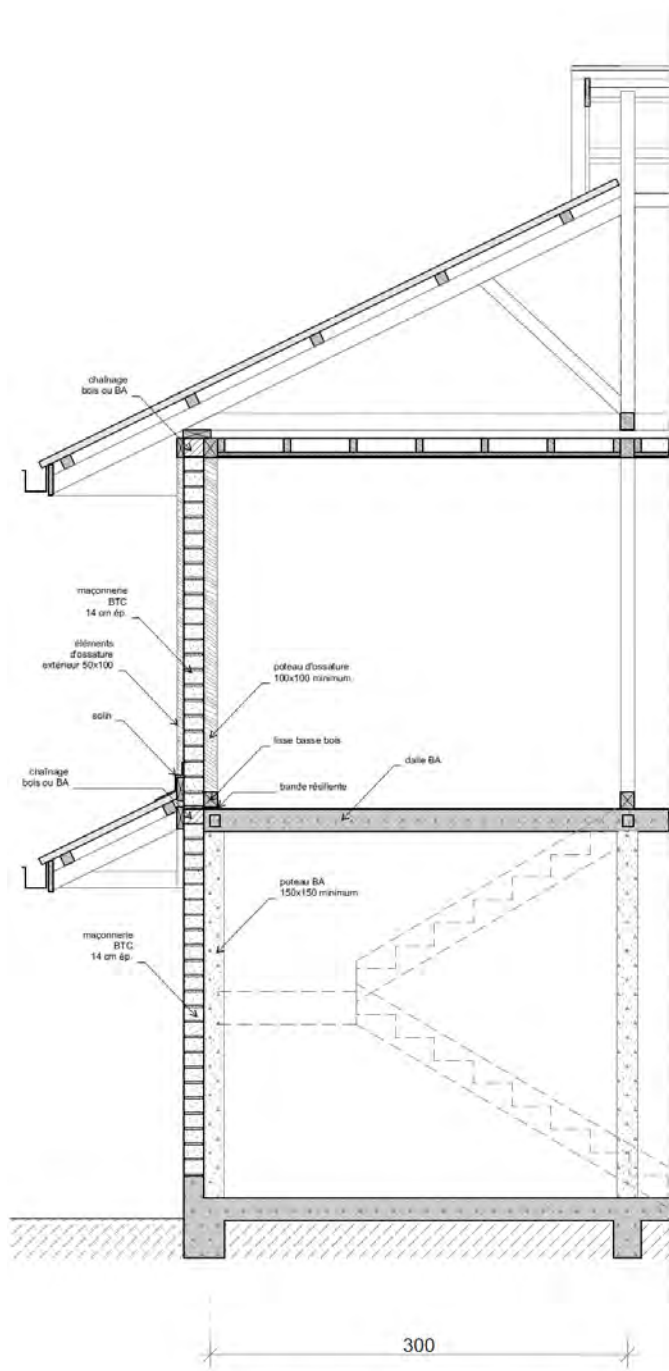 chaînage
bois ou BA
maçonnerie
BTC
14 cm ép.
éléments
d'ossature
extérieur 50x100
poteau d'ossature
100x100 minimum
solin
lisse basse bois
chaînage
bois ou BA
dalle BA
bande résiliente
poteau BA
150x150 minimum
maçonnerie
BTC
14 cm ép.
300